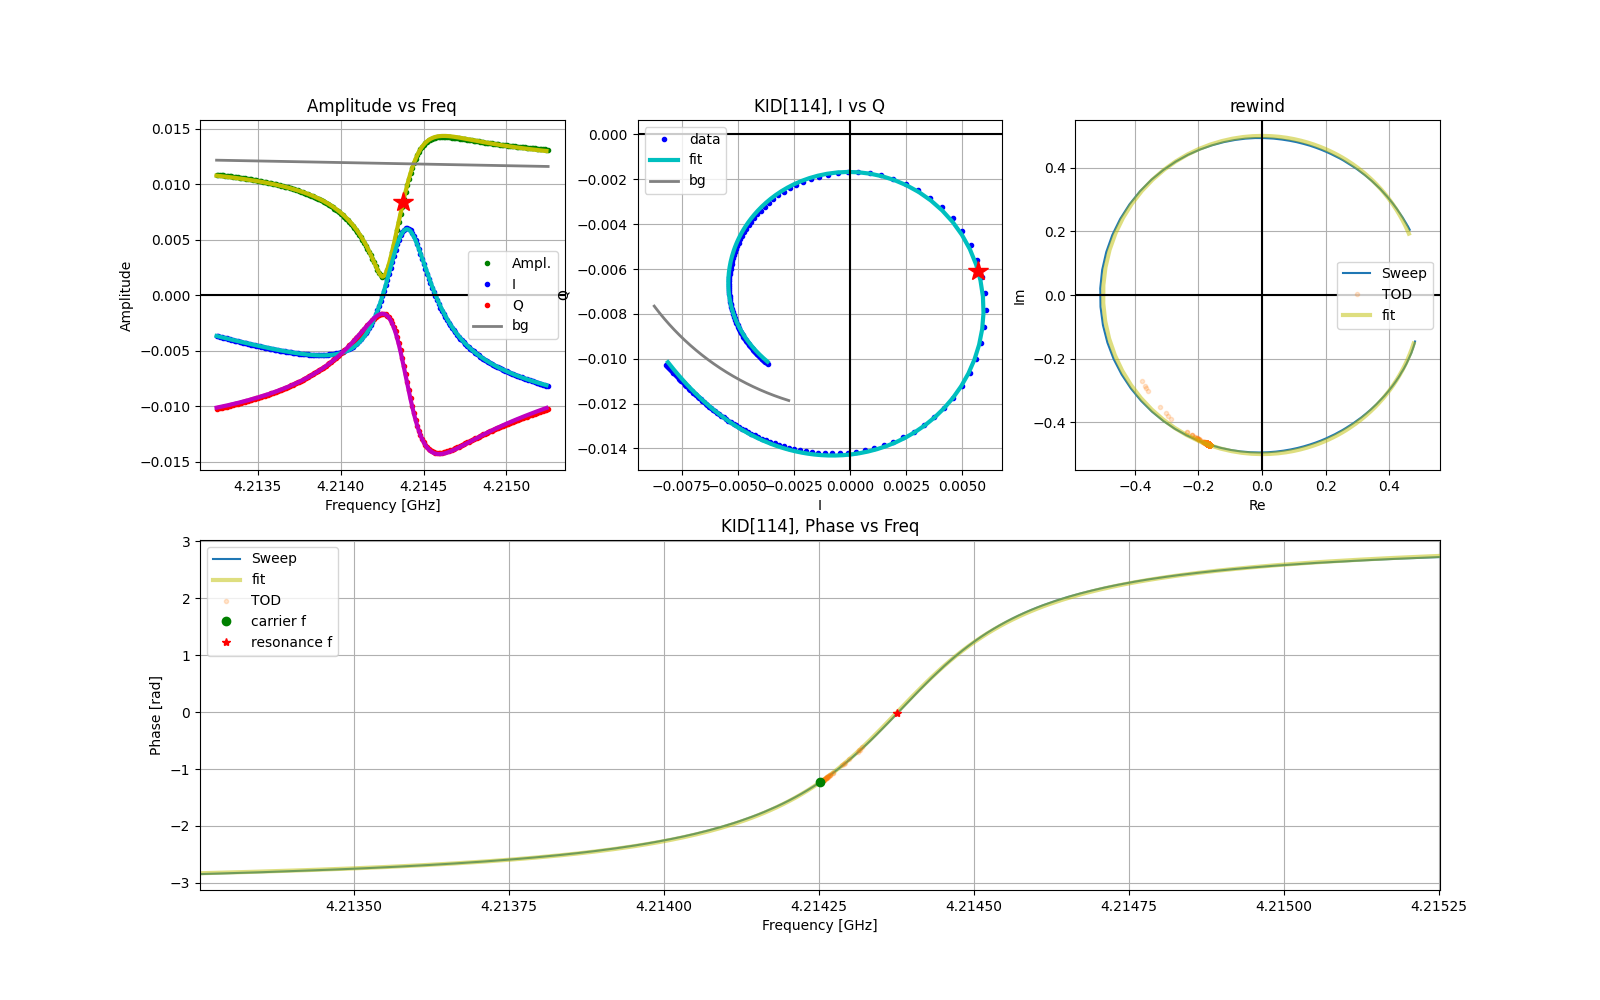 Amplitude vs Freq
0.015
0.010
0.005
0.000
−0.005
−0.010
−0.015
Amplitude
4.2135
4.2140
4.2145
4.2150
Frequency [GHz]
Ampl.
I
Q
bg
KID[114], I vs Q
0.000
−0.002
−0.004
−0.006
−0.008
−0.010
−0.012
−0.014
Q
−0.0075
−0.0050
−0.0025
0.0000
0.0025
0.0050
I
data
fit
bg
rewind
0.4
0.2
0.0
−0.2
−0.4
Im
−0.4
−0.2
0.0
0.2
0.4
Re
Sweep
TOD
fit
KID[114], Phase vs Freq
3
2
1
0
−1
−2
−3
Phase [rad]
4.21350
4.21375
4.21400
4.21425
4.21450
4.21475
4.21500
4.21525
Frequency [GHz]
Sweep
fit
TOD
carrier f
resonance f